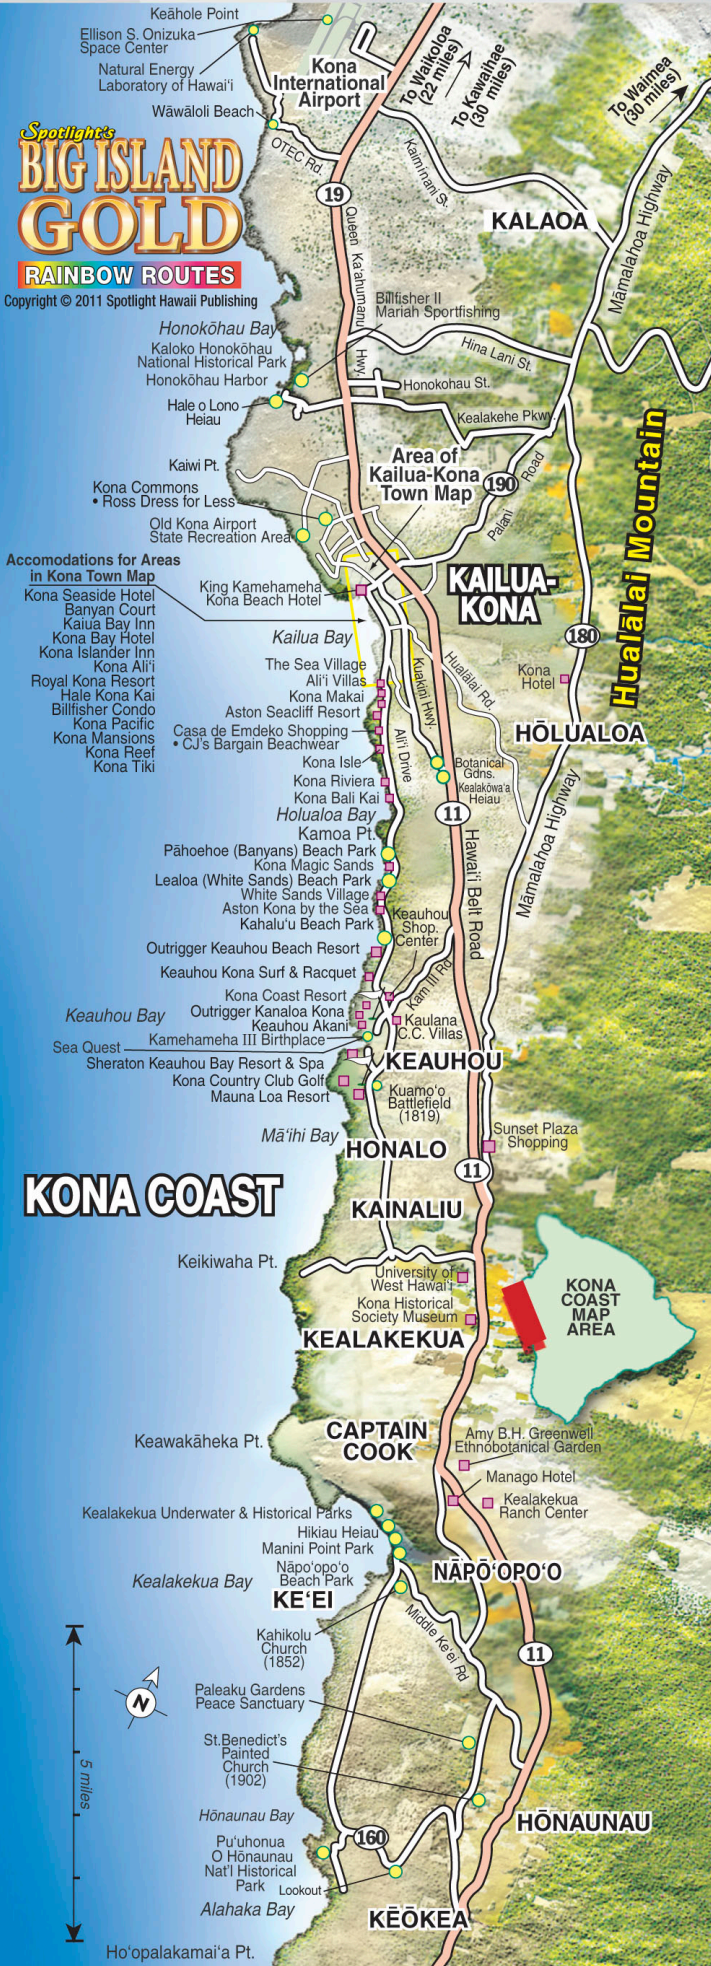 Keāhole Point
Ellison S. Onizuka
Space Center
Natural Energy
Laboratory of Hawai‘i
Wāwāloli Beach
Kona
International
Airport
To Waikoloa
(22 miles)
To Kawaihae
(30 miles)
To Waimea
(30 miles)
Spotlight's
BIG ISLAND
GOLD
RAINBOW ROUTES
Copyright © 2011 Spotlight Hawaii Publishing
OTEC Rd.
19
Kaimi‘nani St.
KALAOA
Māmalahoa Highway
Queen Ka‘ahumanu Hwy.
Billfisher II
Mariah Sportfishing
Honokōhau Bay
Kaloko Honokōhau
National Historical Park
Honokōhau Harbor
Hale o Lono
Heiau
Hina Lani St.
Honokohau St.
Kealakehe Pkwy.
Kaiwi Pt.
Area of
Kailua-Kona
Town Map
190
Palani Road
Kona Commons
• Ross Dress for Less
Old Kona Airport
State Recreation Area
Hualālai Mountain
Accomodations for Areas
in Kona Town Map
Kona Seaside Hotel
Banyan Court
Kaiua Bay Inn
Kona Bay Hotel
Kona Islander Inn
Kona Ali‘i
Royal Kona Resort
Hale Kona Kai
Billfisher Condo
Kona Pacific
Kona Mansions
Kona Reef
Kona Tiki
King Kamehameha
Kona Beach Hotel
KAILUA-
KONA
Kailua Bay
180
The Sea Village
Ali‘i Villas
Kona Makai
Aston Seacliff Resort
Casa de Emdeko Shopping
• CJ's Bargain Beachwear
Kona Isle
Kona Riviera
Kona Bali Kai
Kuakini Hwy.
Hualālai Rd.
Ali‘i Drive
Kona
Hotel
HŌLUALOA
Botanical
Gdns.
Kealakōwa‘a
Heiau
11
Hawai‘i Belt Road
Māmalahoa Highway
Holualoa Bay
Kamoa Pt.
Pāhoehoe (Banyans) Beach Park
Kona Magic Sands
Lealoa (White Sands) Beach Park
White Sands Village
Aston Kona by the Sea
Kahalu‘u Beach Park
Keauhou
Shop.
Center
Outrigger Keauhou Beach Resort
Keauhou Kona Surf & Racquet
Kona Coast Resort
Kam III Rd.
Keauhou Bay
Outrigger Kanaloa Kona
Keauhou Akani
Kamehameha III Birthplace
Sea Quest
Kaulana
C.C. Villas
Sheraton Keauhou Bay Resort & Spa
KEAUHOU
Kona Country Club Golf
Mauna Loa Resort
Kuamo‘o
Battlefield
(1819)
Mā‘ihi Bay
HONALO
Sunset Plaza
Shopping
11
KONA COAST
KAINALIU
Keikiwaha Pt.
University of
West Hawai‘i
Kona Historical
Society Museum
KEALAKEKUA
KONA
COAST
MAP
AREA
CAPTAIN
COOK
Keawakāheka Pt.
Amy B.H. Greenwell
Ethnobotanical Garden
Manago Hotel
Kealakekua
Ranch Center
Kealakekua Underwater & Historical Parks
Hikiau Heiau
Manini Point Park
Nāpo‘opo‘o
Beach Park
Kealakekua Bay
NĀPŌ‘OPO‘O
KE‘EI
Middle Ke‘ei Rd
Kahikolu
Church
(1852)
11
N
5 miles
Paleaku Gardens
Peace Sanctuary
St.Benedict's
Painted
Church
(1902)
Hōnaunau Bay
160
HŌNAUNAU
Pu‘uhonua
O Hōnaunau
Nat'l Historical
Park
Lookout
Alahaka Bay
KĒŌKEA
Ho‘opalakamai‘a Pt.